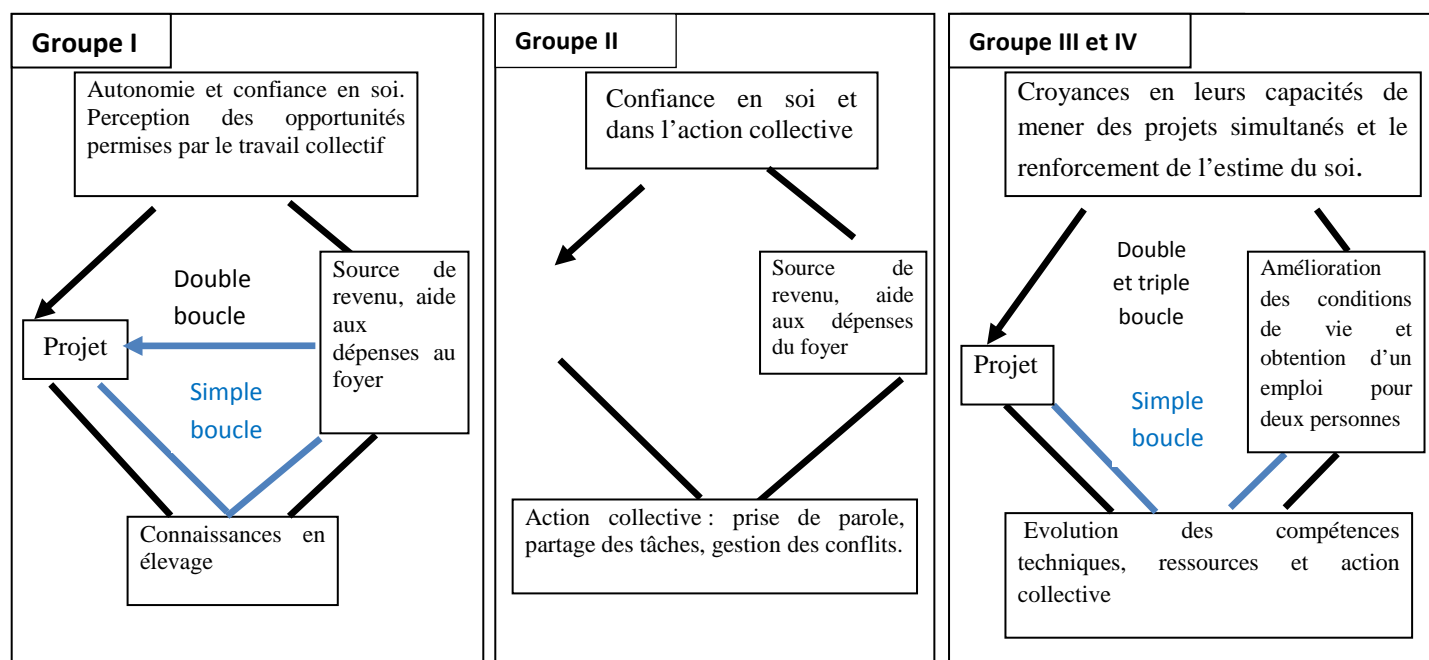 Groupe I
Autonomie et confiance en soi.
Perception des opportunités
permises par le travail collectif
Double
boucle
Source de
revenu, aide
aux
dépenses au
foyer
Projet
Simple
boucle
Connaissances en
élevage
Groupe II
Confiance en soi et
dans l’action collective
Source de
revenu, aide
aux dépenses
du foyer
Action collective : prise de parole,
partage des tâches, gestion des conflits.
Groupe III et IV
Croyances en leurs capacités de
mener des projets simultanés et le
renforcement de l’estime du soi.
Double
et triple
boucle
Amélioration
des conditions
de vie et
obtention d’un
emploi pour
deux personnes
Projet
Simple
boucle
Evolution des compétences
techniques, ressources et action
collective